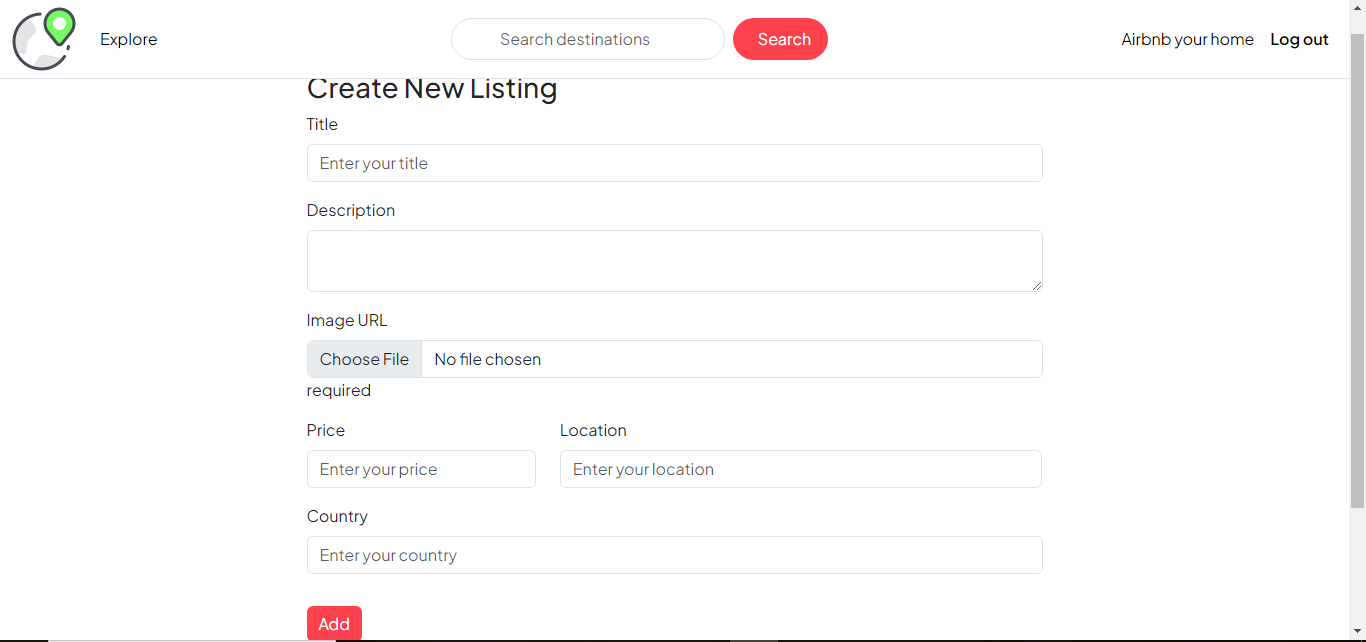 Explore
Search destinations
Search
Airbnb your home
Log out
Create New Listing
Title
Enter your title
Description
Image URL
Choose File
No file chosen
required
Price
Location
Enter your price
Enter your location
Country
Enter your country
Add